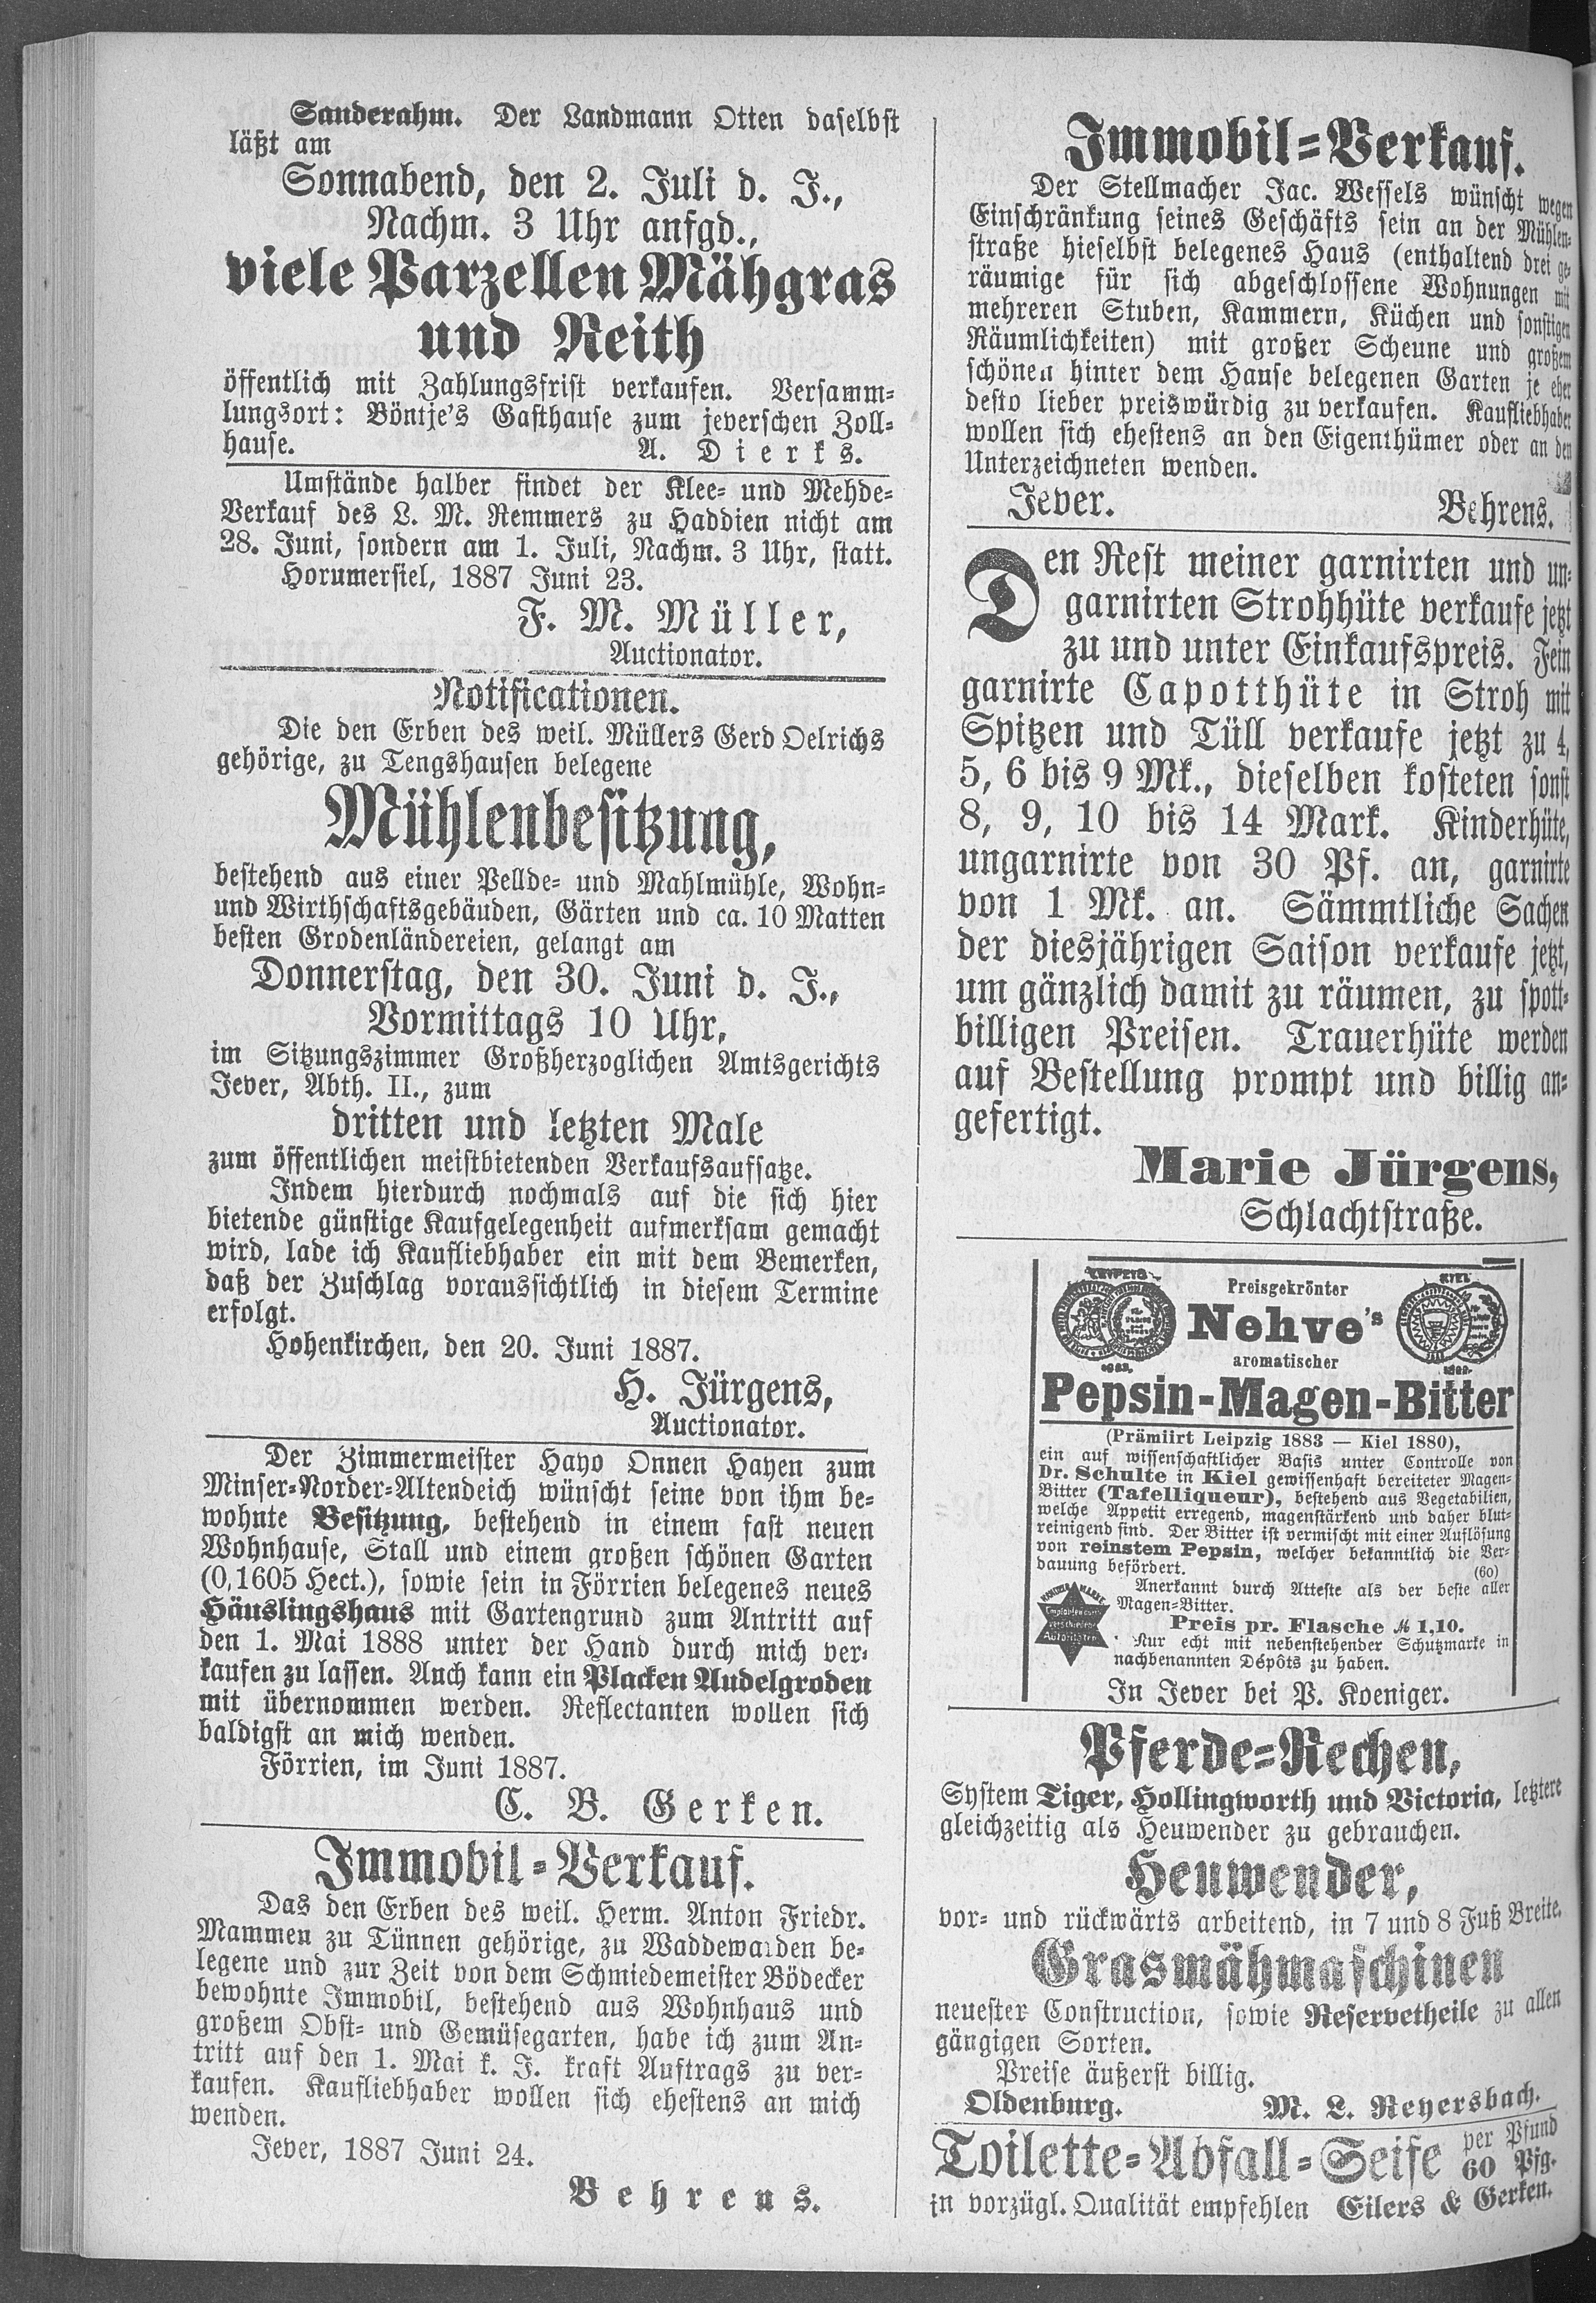 Sanderahm. Der Landmann Otten daselbst
läßt am
Sonnabend, den 2. Juli d. J.,
Nachm. 3 Uhr anfgd.,
viele Parzellen Mähgras
und Reith
öffentlich mit Zahlungsfrist verkaufen. Versamm-
lungsort: Böntje's Gasthause zum jeverschen Zoll-
hause. A. Dierks.
Umstände halber findet der Klee- und Mehde-
Verkauf des L. M. Remmers zu Haddien nicht am
28. Juni, sondern am 1. Juli, Nachm. 3 Uhr, statt.
Horumersiel, 1887 Juni 23.
F. M. Müller,
Auctionator.
Notificationen.
Die den Erben des weil. Müllers Gerd Oelrichs
gehörige, zu Tengshausen belegene
Mühlenbesitzung,
bestehend aus einer Pellde- und Mahlmühle, Wohn-
und Wirthschaftsgebäuden, Gärten und ca. 10 Matten
besten Grodenländereien, gelangt am
Donnerstag, den 30. Juni d. J.,
Vormittags 10 Uhr,
im Sitzungszimmer Großherzoglichen Amtsgerichts
Jever, Abth. II., zum
dritten und letzten Male
zum öffentlichen meistbietenden Verkaufsaufsatze.
Indem hierdurch nochmals auf die sich hier
bietende günstige Kaufgelegenheit aufmerksam gemacht
wird, lade ich Kaufliebhaber ein mit dem Bemerken,
daß der Zuschlag voraussichtlich in diesem Termine
erfolgt.
Hohenkirchen, den 20. Juni 1887.
H. Jürgens,
Auctionator.
Der Zimmermeister Hayo Onnen Hayen zum
Minser-Norder-Altendeich wünscht seine von ihm be-
wohnte Besitzung, bestehend in einem fast neuen
Wohnhause, Stall und einem großen schönen Garten
(0,1605 Hect.), sowie sein in Förrien belegenes neues
Häuslingshaus mit Gartengrund zum Antritt auf
den 1. Mai 1888 unter der Hand durch mich ver-
kaufen zu lassen. Auch kann ein Placken Andelgroden
mit übernommen werden. Reflectanten wollen sich
baldigst an mich wenden.
Förrien, im Juni 1887.
C. B. Gerken.
Immobil-Verkauf.
Das den Erben des weil. Herm. Anton Friedr.
Mammen zu Tünnen gehörige, zu Waddewarden be-
legene und zur Zeit von dem Schmiedemeister Bödecker
bewohnte Immobil, bestehend aus Wohnhaus und
großem Obst- und Gemüsegarten, habe ich zum An-
tritt auf den 1. Mai k. J. kraft Auftrags zu ver-
kaufen. Kaufliebhaber wollen sich ehestens an mich
wenden.
Jever, 1887 Juni 24.
Behrens.
Immobil-Verkauf.
Der Stellmacher Jac. Wessels wünscht wegen
Einschränkung seines Geschäfts sein an der Mühlen-
straße hieselbst belegenes Haus (enthaltend drei ge-
räumige für sich abgeschlossene Wohnungen mit
mehreren Stuben, Kammern, Küchen und sonstigen
Räumlichkeiten) mit großer Scheune und großem
schönen hinter dem Hause belegenen Garten je eher
desto lieber preiswürdig zu verkaufen. Kaufliebhaber
wollen sich ehestens an den Eigenthümer oder an den
Unterzeichneten wenden.
Jever. Behrens.
Den Rest meiner garnirten und un-
garnirten Strohhüte verkaufe jetzt
zu und unter Einkaufspreis. Fein
garnirte Capotthüte in Stroh mit
Spitzen und Tüll verkaufe jetzt zu 4,
5, 6 bis 9 Mk., dieselben kosteten sonst
8, 9, 10 bis 14 Mark. Kinderhüte,
ungarnirte von 30 Pf. an, garnirte
von 1 Mk. an. Sämmtliche Sachen
der diesjährigen Saison verkaufe jetzt,
um gänzlich damit zu räumen, zu spott-
billigen Preisen. Trauerhüte werden
auf Bestellung prompt und billig an-
gefertigt.
Marie Jürgens,
Schlachtstraße.
LEIPZIG
KIEL
Preisgekrönter
Nehve's
aromatischer
Pepsin-Magen-Bitter
(Prämiirt Leipzig 1883 — Kiel 1880),
ein auf wissenschaftlicher Basis unter Controlle von
Dr. Schulte in Kiel gewissenhaft bereiteter Magen-
Bitter (Tafelliqueur), bestehend aus Vegetabilien,
welche Appetit erregend, magenstärkend und daher blut-
reinigend sind. Der Bitter ist vermischt mit einer Auflösung
von reinstem Pepsin, welcher bekanntlich die Ver-
dauung befördert. (60)
Anerkannt durch Atteste als der beste aller
Magen-Bitter.
Preis pr. Flasche ℳ 1,10.
Nur echt mit nebenstehender Schutzmarke in
nachbenannten Dépôts zu haben.
In Jever bei P. Koeniger.
Pferde-Rechen,
System Tiger, Hollingworth und Victoria, letztere
gleichzeitig als Heuwender zu gebrauchen.
Heuwender,
vor- und rückwärts arbeitend, in 7 und 8 Fuß Breite.
Grasmähmaschinen
neuester Construction, sowie Reservetheile zu allen
gängigen Sorten.
Preise äußerst billig.
Oldenburg. M. L. Reyersbach.
Toilette-Abfall-Seife per Pfund
60 Pfg.
in vorzügl. Qualität empfehlen Eilers & Gerken.